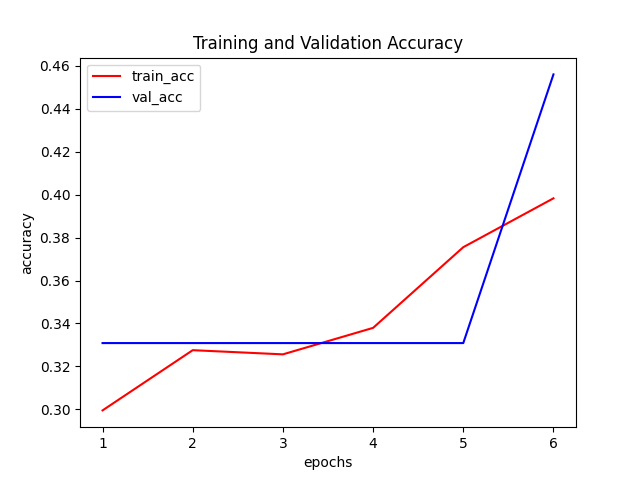 Training and Validation Accuracy
train_acc
val_acc
0.46
0.44
0.42
0.40
0.38
0.36
0.34
0.32
0.30
accuracy
1 2 3 4 5 6
epochs